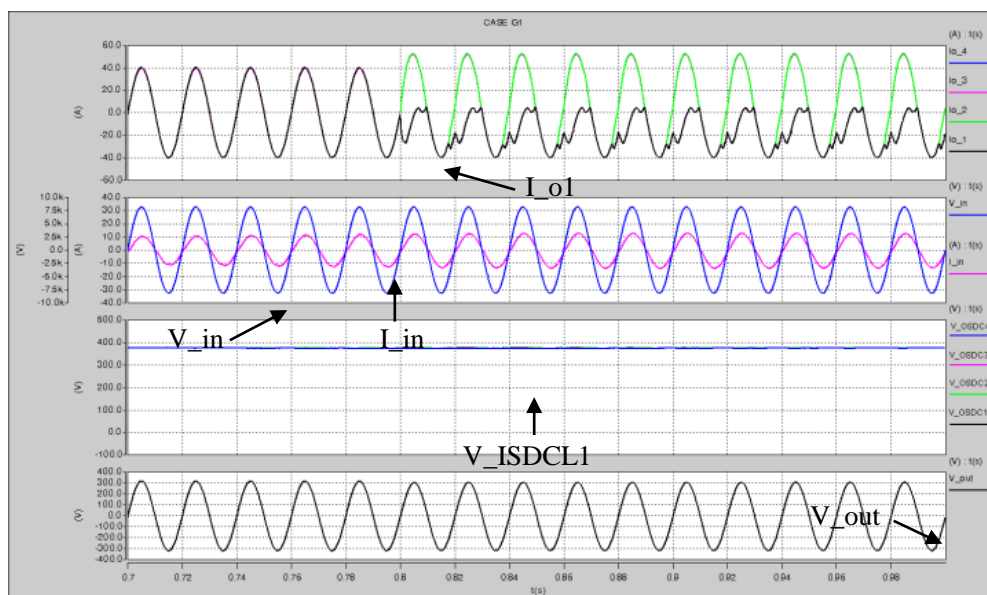 CASE G1
(A) : t(s)
Io_4
Io_3
Io_2
Io_1
60.0
40.0
20.0
0.0
-20.0
-40.0
-60.0
(A)
I_o1
(V) : t(s)
V_in
(A) : t(s)
I_in
10.0k
7.5k
5.0k
2.5k
0.0
-2.5k
-5.0k
-7.5k
-10.0k
(V)
40.0
30.0
20.0
10.0
0.0
-10.0
-20.0
-30.0
-40.0
(A)
V_in
I_in
(V) : t(s)
V_OSDC4
V_OSDC3
V_OSDC2
V_OSDC1
500.0
400.0
300.0
200.0
100.0
0.0
-100.0
(V)
V_ISDCL1
(V) : t(s)
V_out
400.0
300.0
200.0
100.0
0.0
-100.0
-200.0
-300.0
-400.0
(V)
V_out
0.7 0.72 0.74 0.76 0.78 0.8 0.82 0.84 0.86 0.88 0.9 0.92 0.94 0.96 0.98
t(s)